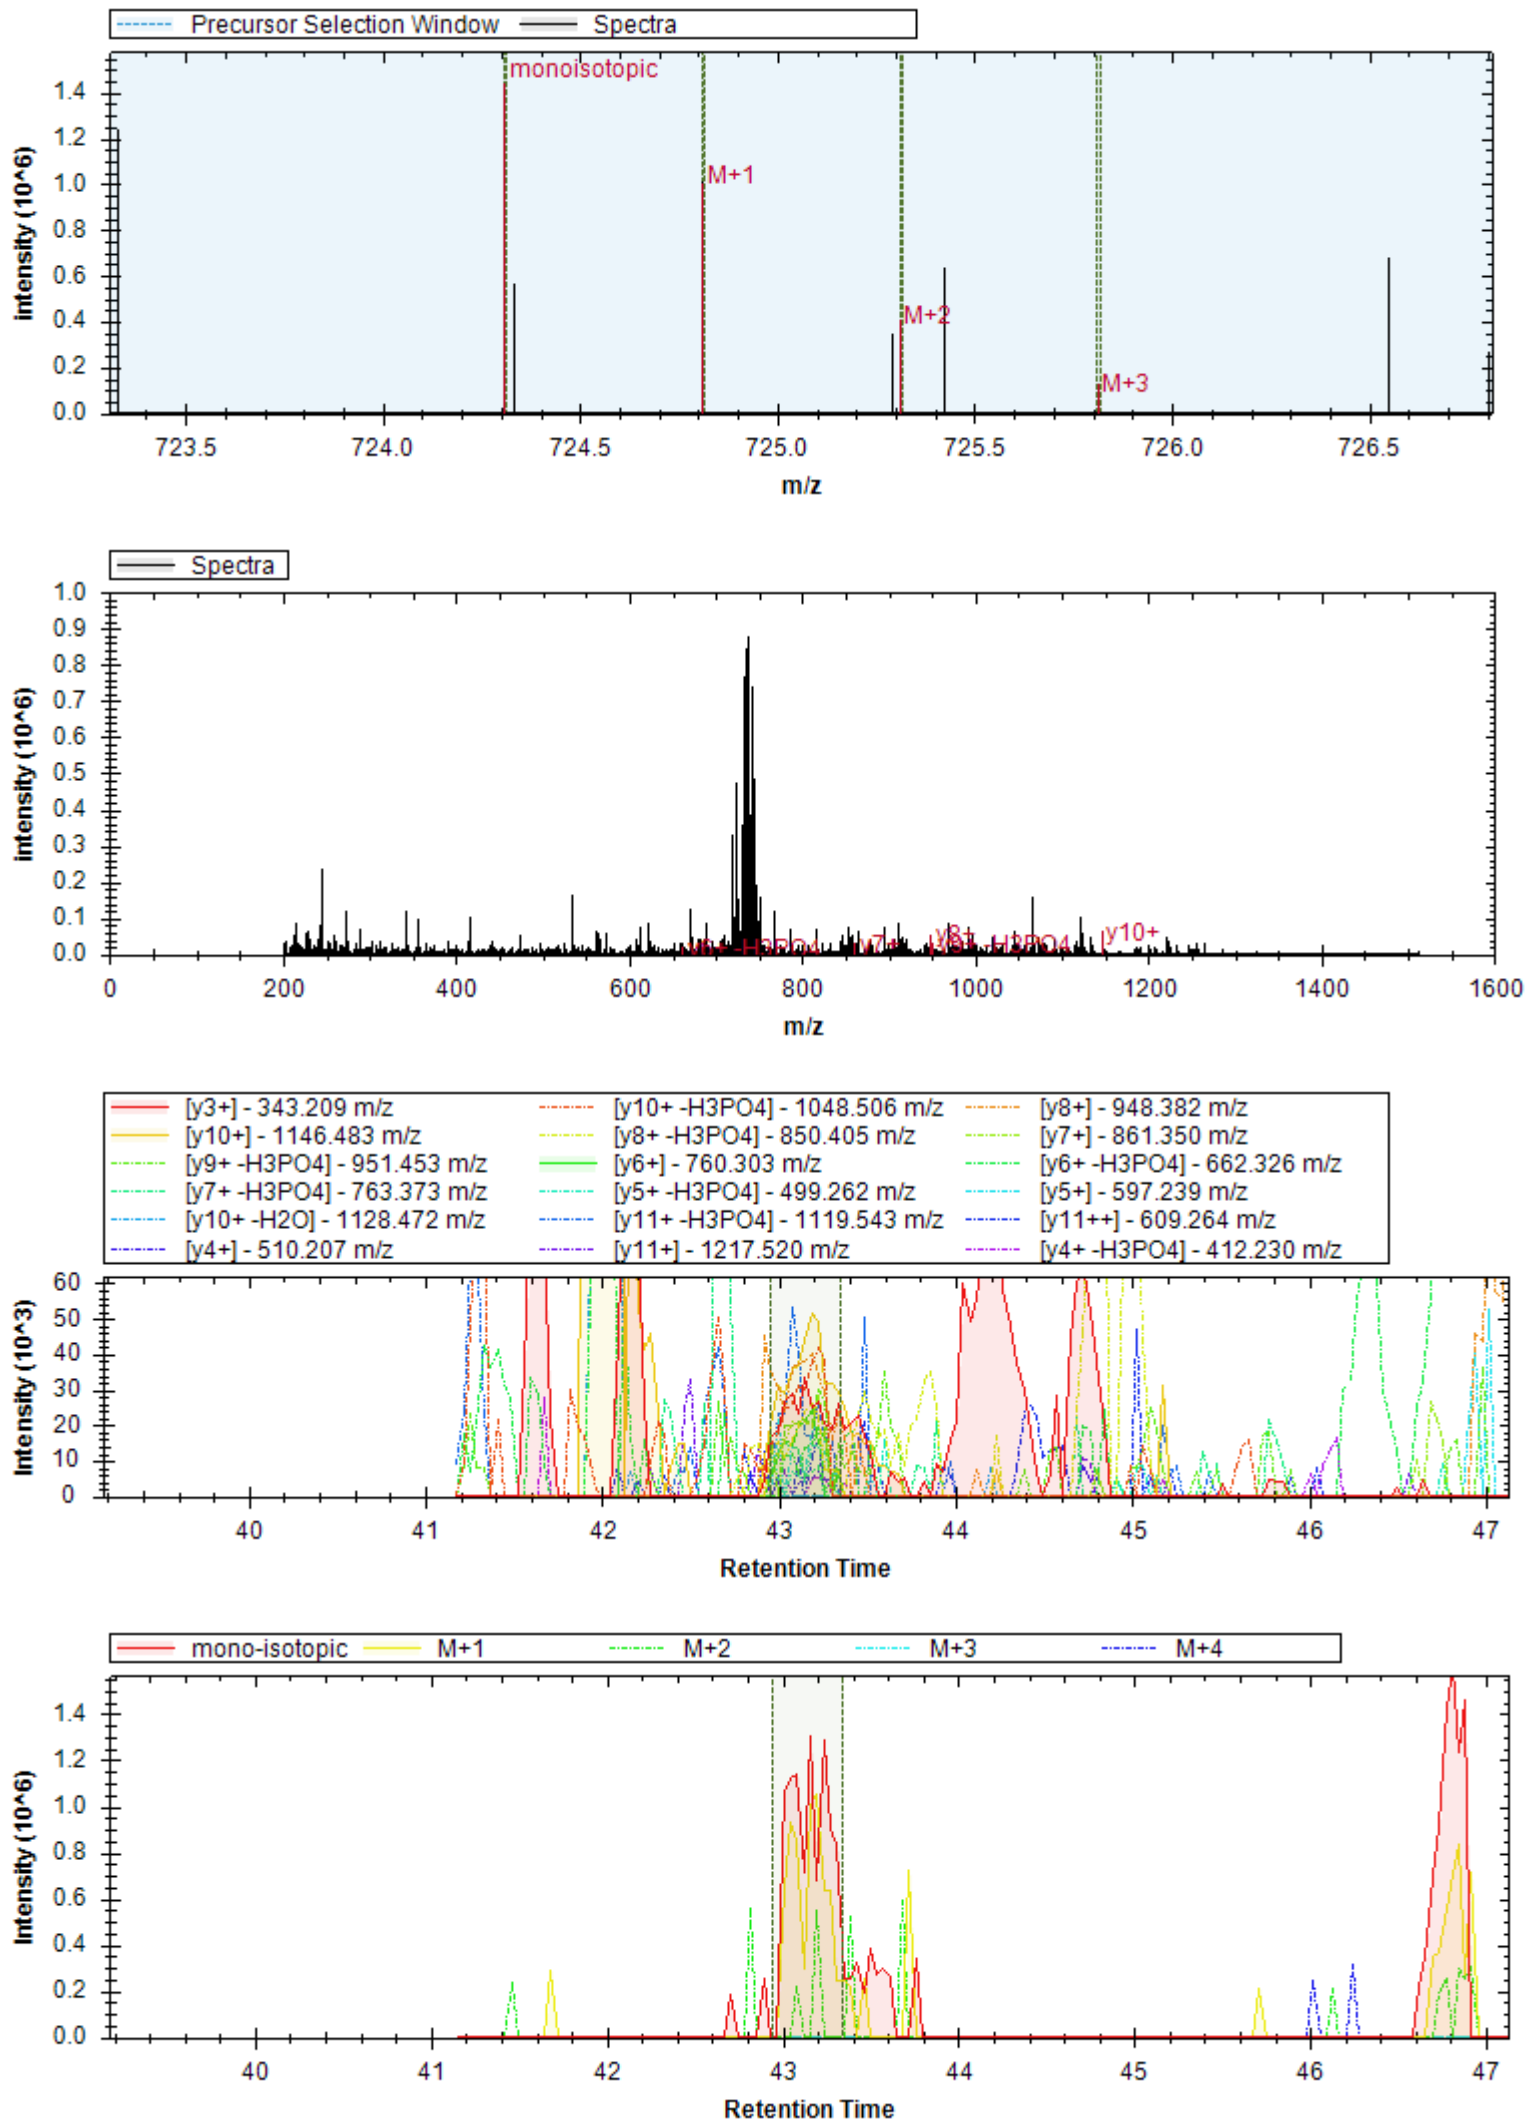 Precursor Selection Window Spectra
monoisotopic
M+1
M+2
M+3
intensity (10^6)
1.4
1.2
1.0
0.8
0.6
0.4
0.2
0.0
723.5 724.0 724.5 725.0 725.5 726.0 726.5
m/z
Spectra
intensity (10^6)
1.0
0.9
0.8
0.7
0.6
0.5
0.4
0.3
0.2
0.1
0.0
y6+ -H3PO4 y7+ y8+ -H3PO4 y10+
0 200 400 600 800 1000 1200 1400 1600
m/z
[y3+] - 343.209 m/z [y10+ -H3PO4] - 1048.506 m/z [y8+] - 948.382 m/z
[y10+] - 1146.483 m/z [y8+ -H3PO4] - 850.405 m/z [y7+] - 861.350 m/z
[y9+ -H3PO4] - 951.453 m/z [y6+] - 760.303 m/z [y6+ -H3PO4] - 662.326 m/z
[y7+ -H3PO4] - 763.373 m/z [y5+ -H3PO4] - 499.262 m/z [y5+] - 597.239 m/z
[y10+ -H2O] - 1128.472 m/z [y11+ -H3PO4] - 1119.543 m/z [y11++] - 609.264 m/z
[y4+] - 510.207 m/z [y11+] - 1217.520 m/z [y4+ -H3PO4] - 412.230 m/z
Intensity (10^3)
60
50
40
30
20
10
0
40 41 42 43 44 45 46 47
Retention Time
mono-isotopic M+1 M+2 M+3 M+4
Intensity (10^6)
1.4
1.2
1.0
0.8
0.6
0.4
0.2
0.0
40 41 42 43 44 45 46 47
Retention Time